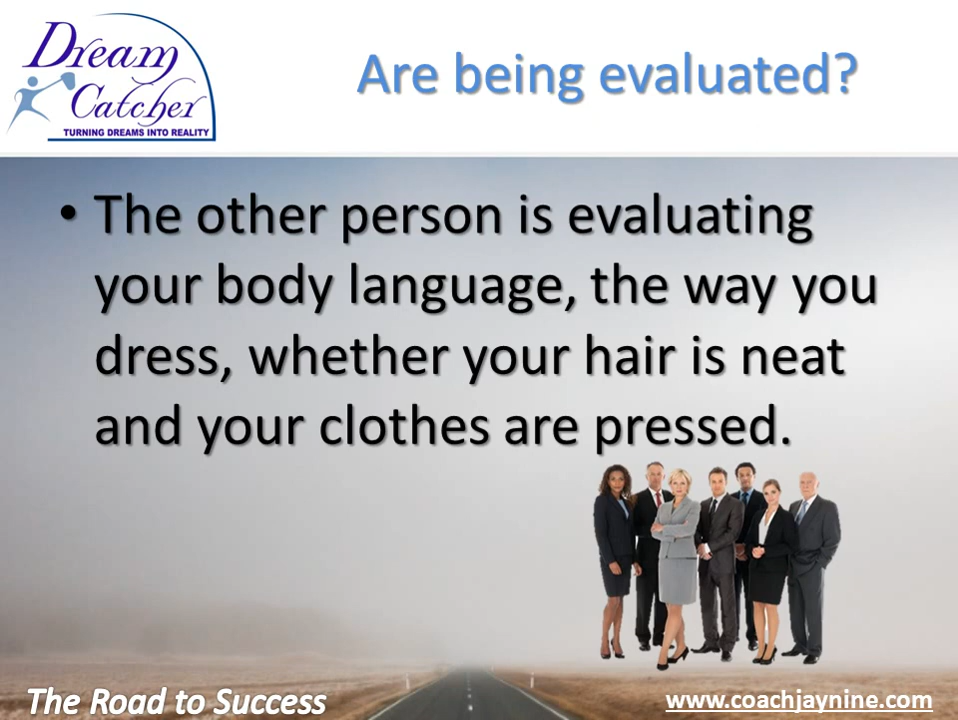 Dream
Catcher
TURNING DREAMS INTO REALITY
Are being evaluated?
• The other person is evaluating
your body language, the way you
dress, whether your hair is neat
and your clothes are pressed.
The Road to Success
www.coachjaynine.com